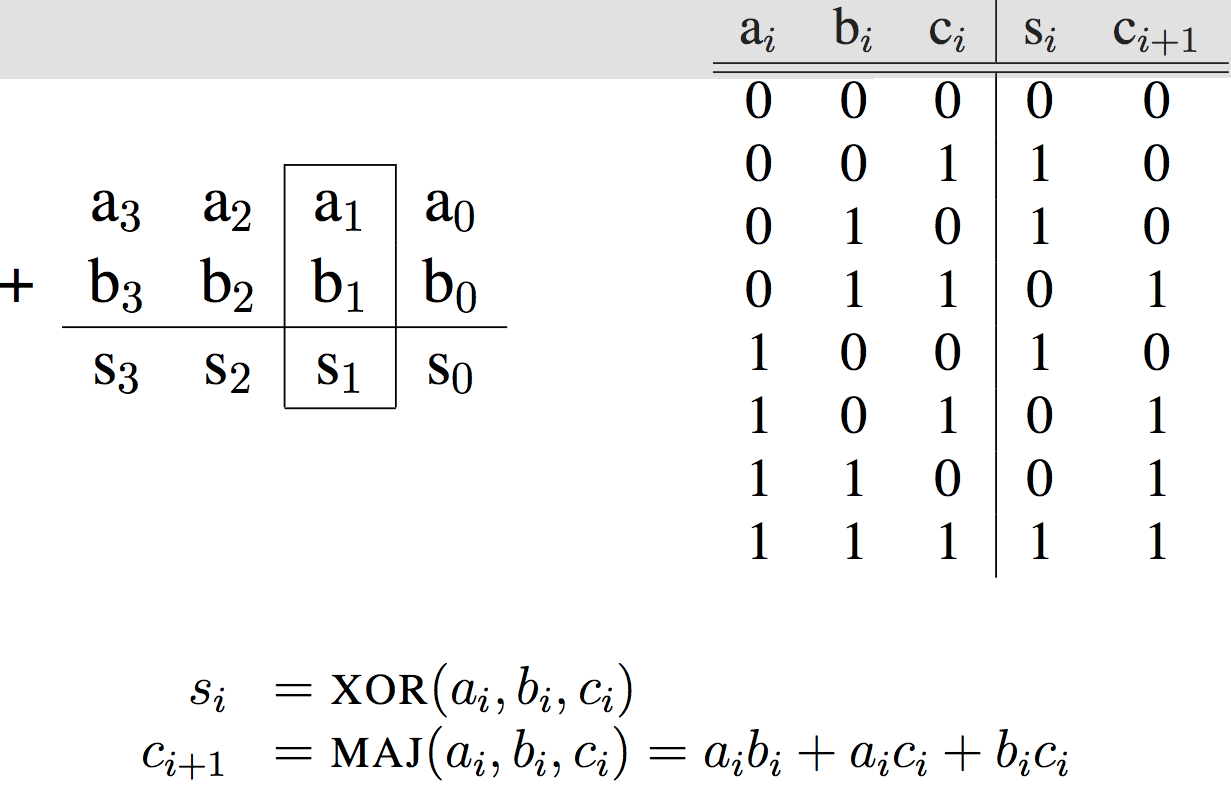 aᵢ bᵢ cᵢ sᵢ cᵢ₊₁
0 0 0 0 0
0 0 1 1 0
0 1 0 1 0
0 1 1 0 1
1 0 0 1 0
1 0 1 0 1
1 1 0 0 1
1 1 1 1 1
a₃ a₂ a₁ a₀
+ b₃ b₂ b₁ b₀
s₃ s₂ s₁ s₀
sᵢ = XOR(aᵢ, bᵢ, cᵢ)
cᵢ₊₁ = MAJ(aᵢ, bᵢ, cᵢ) = aᵢbᵢ + aᵢcᵢ + bᵢcᵢ